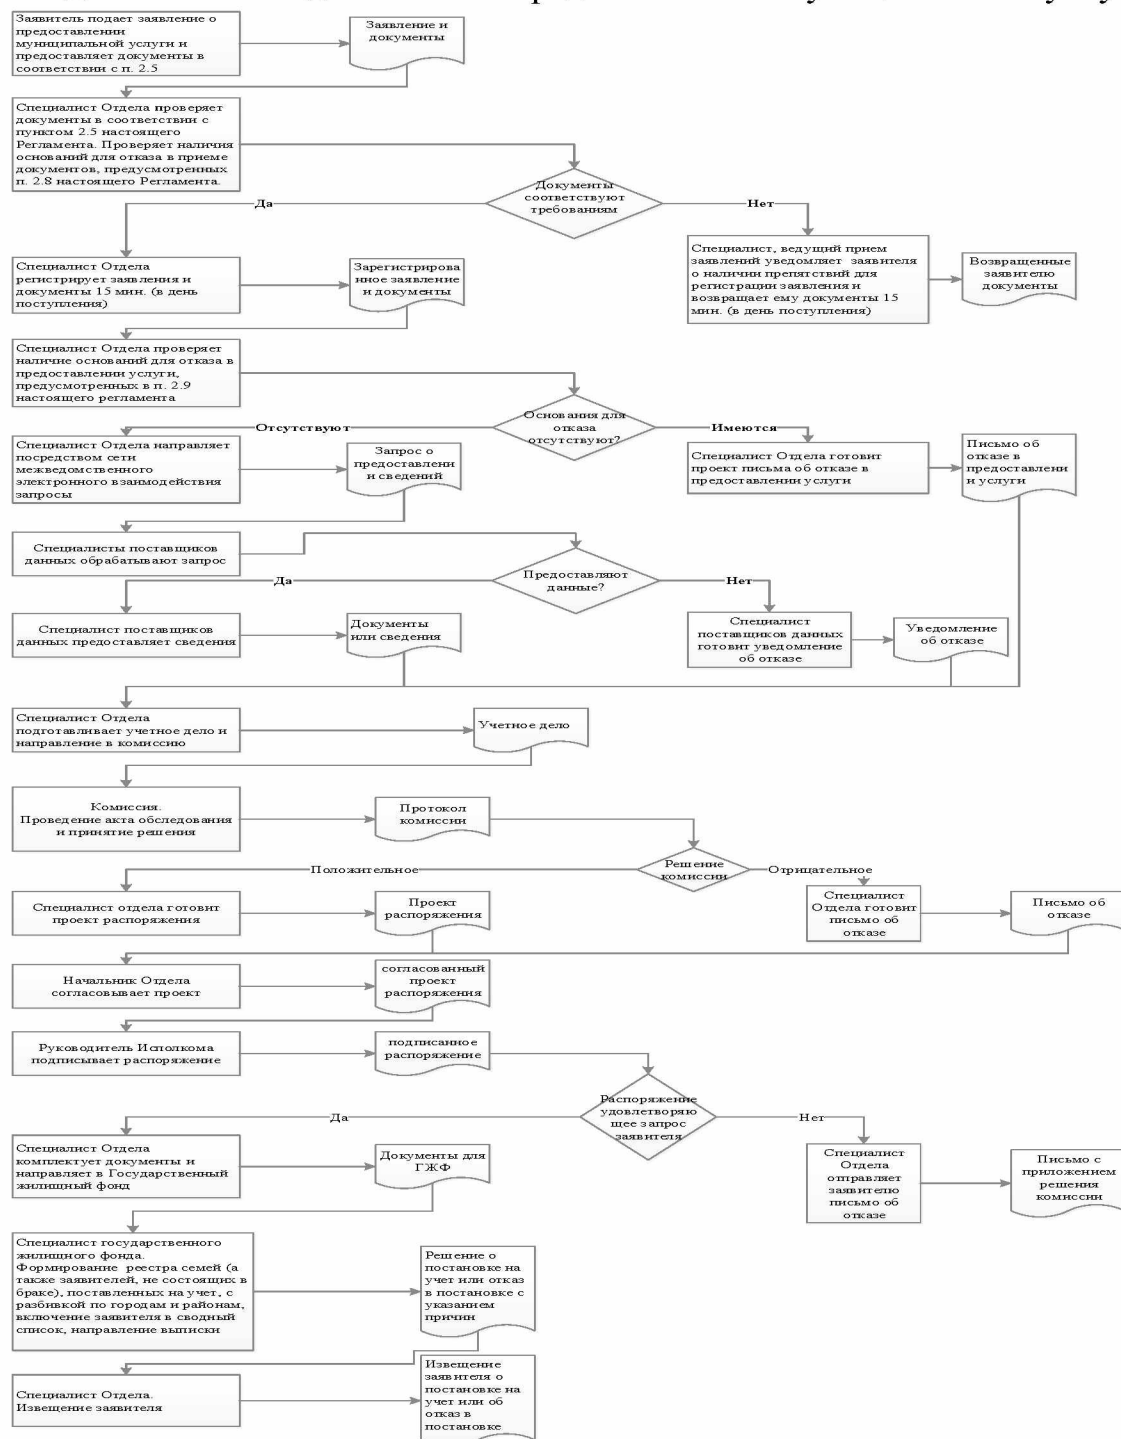 Заявитель подает заявление о
предоставлении
муниципальной услуги и
предоставляет документы в
соответствии с п. 2.5
Заявление и
документы
Специалист Отдела проверяет
документы в соответствии с
пунктом 2.5 настоящего
Регламента. Проверяет наличия
оснований для отказа в приеме
документов, предусмотренных
п. 2.8 настоящего Регламента.
Документы
соответствуют
требованиям
Да
Нет
Специалист Отдела
регистрирует заявления и
документы 15 мин. (в день
поступления)
Зарегистрирова
нное заявление
и документы
Специалист, ведущий прием
заявлений уведомляет заявителя
о наличии препятствий для
регистрации заявления и
возвращает ему документы 15
мин. (в день поступления)
Возвращенные
заявителю
документы
Специалист Отдела проверяет
наличие оснований для отказа в
предоставлении услуги,
предусмотренных в п. 2.9
настоящего регламента
Основания для
отказа
отсутствуют?
Отсутствуют
Имеются
Специалист Отдела направляет
посредством сети
межведомственного
электронного взаимодействия
запросы
Запрос о
предоставлени
и сведений
Специалист Отдела готовит
проект письма об отказе в
предоставлении услуги
Письмо об
отказе в
предоставлени
и услуги
Специалисты поставщиков
данных обрабатывают запрос
Предоставляют
данные?
Да
Нет
Специалист поставщиков
данных предоставляет сведения
Документы
или сведения
Специалист
поставщиков данных
готовит уведомление
об отказе
Уведомление
об отказе
Специалист Отдела
подготавливает учетное дело и
направление в комиссию
Учетное дело
Комиссия.
Проведение акта обследования
и принятие решения
Протокол
комиссии
Решение
комиссии
Положительное
Отрицательное
Специалист отдела готовит
проект распоряжения
Проект
распоряжения
Специалист
Отдела готовит
письмо об
отказе
Письмо об
отказе
Начальник Отдела
согласовывает проект
согласованный
проект
распоряжения
Руководитель Исполкома
подписывает распоряжение
подписанное
распоряжение
Распоряжение
удовлетворяю
щее запрос
заявителя
Да
Нет
Специалист Отдела
комплектует документы и
направляет в Государственный
жилищный фонд
Документы для
ГЖФ
Специалист
Отдела
отправляет
заявителю
письмо об
отказе
Письмо с
приложением
решения
комиссии
Специалист государственного
жилищного фонда.
Формирование реестра семей (а
также заявителей, не состоящих в
браке), поставленных на учет, с
разбивкой по городам и районам,
включение заявителя в сводный
список, направление выписки
Решение о
постановке на
учет или отказ
в постановке с
указанием
причин
Специалист Отдела.
Извещение заявителя
Извещение
заявителя о
постановке на
учет или об
отказ в
постановке